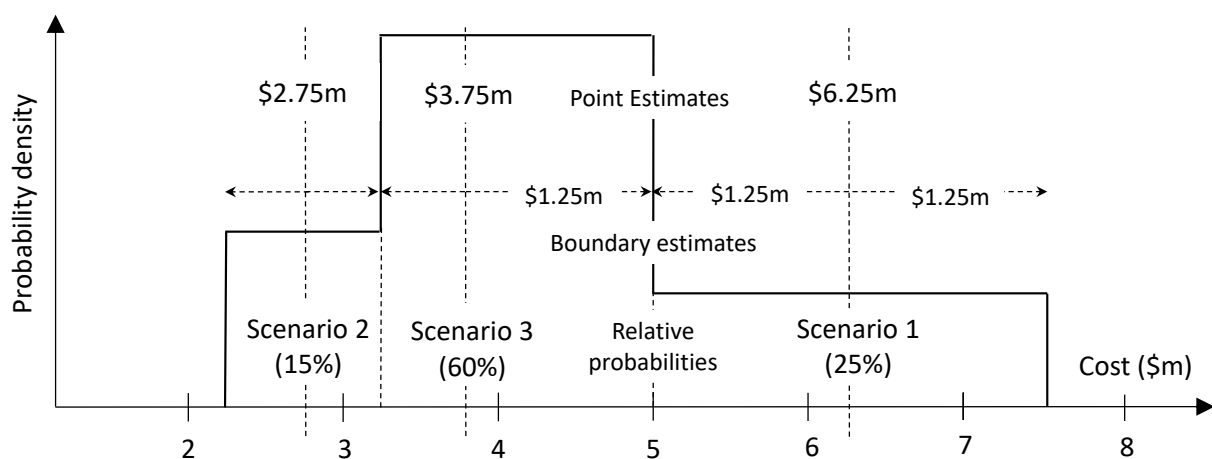 Probability density
$2.75m
$3.75m
Point Estimates
$6.25m
$1.25m
$1.25m
$1.25m
Boundary estimates
Scenario 2
(15%)
Scenario 3
(60%)
Relative
probabilities
Scenario 1
(25%)
Cost ($m)
2 3 4 5 6 7 8